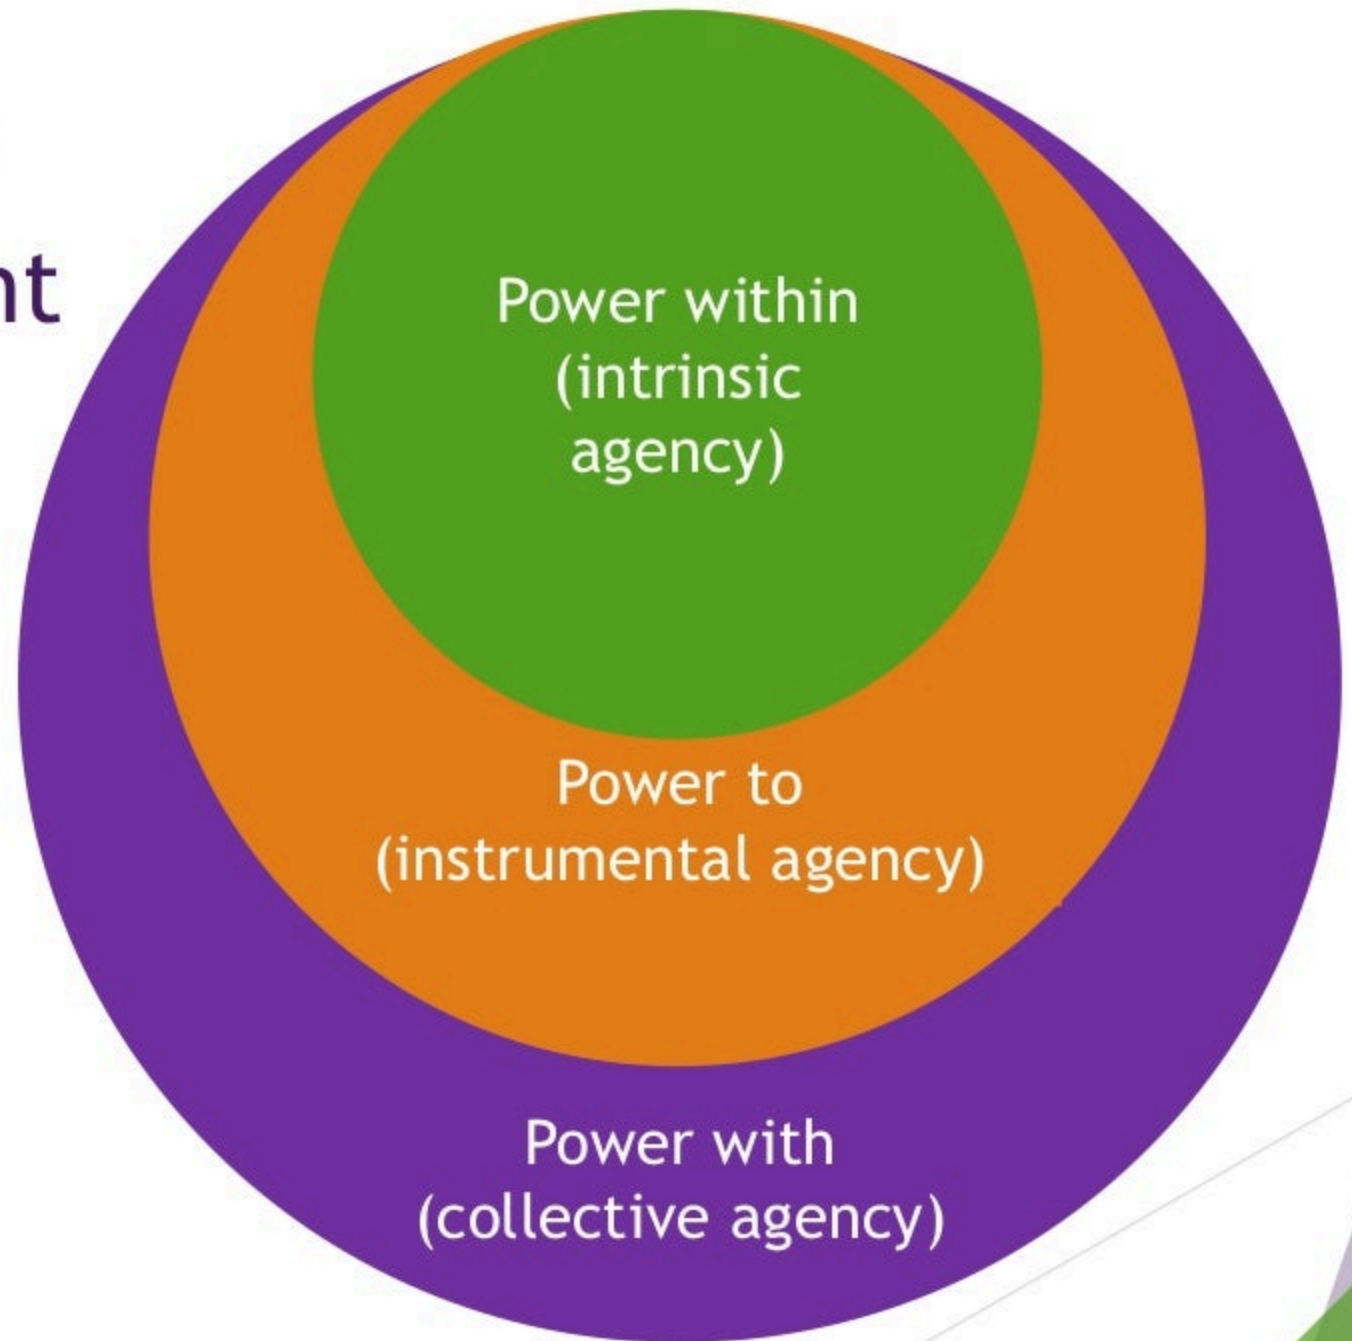 Power within
(intrinsic
agency)
Power to
(instrumental agency)
Power with
(collective agency)